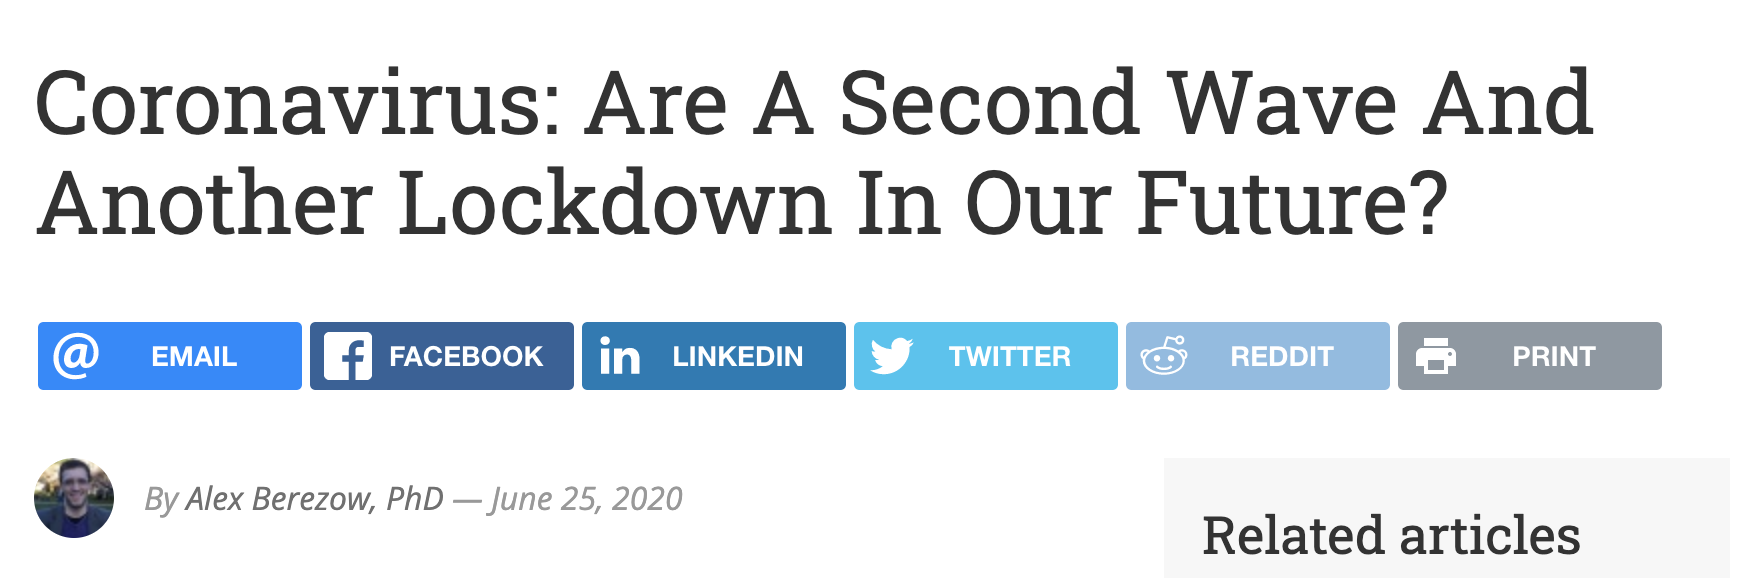 Coronavirus: Are A Second Wave And
Another Lockdown In Our Future?
@ EMAIL
FACEBOOK
in LINKEDIN
TWITTER
REDDIT
PRINT
By Alex Berezow, PhD — June 25, 2020
Related articles